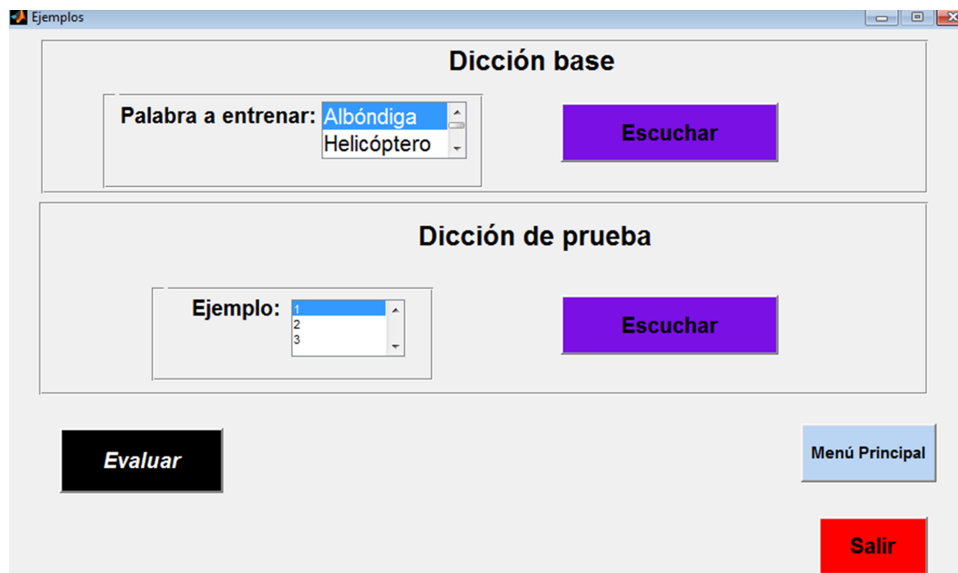 Ejemplos
Dicción base
Palabra a entrenar:
Albóndiga
Helicóptero
Escuchar
Dicción de prueba
Ejemplo:
1
2
3
Escuchar
Evaluar
Menú Principal
Salir